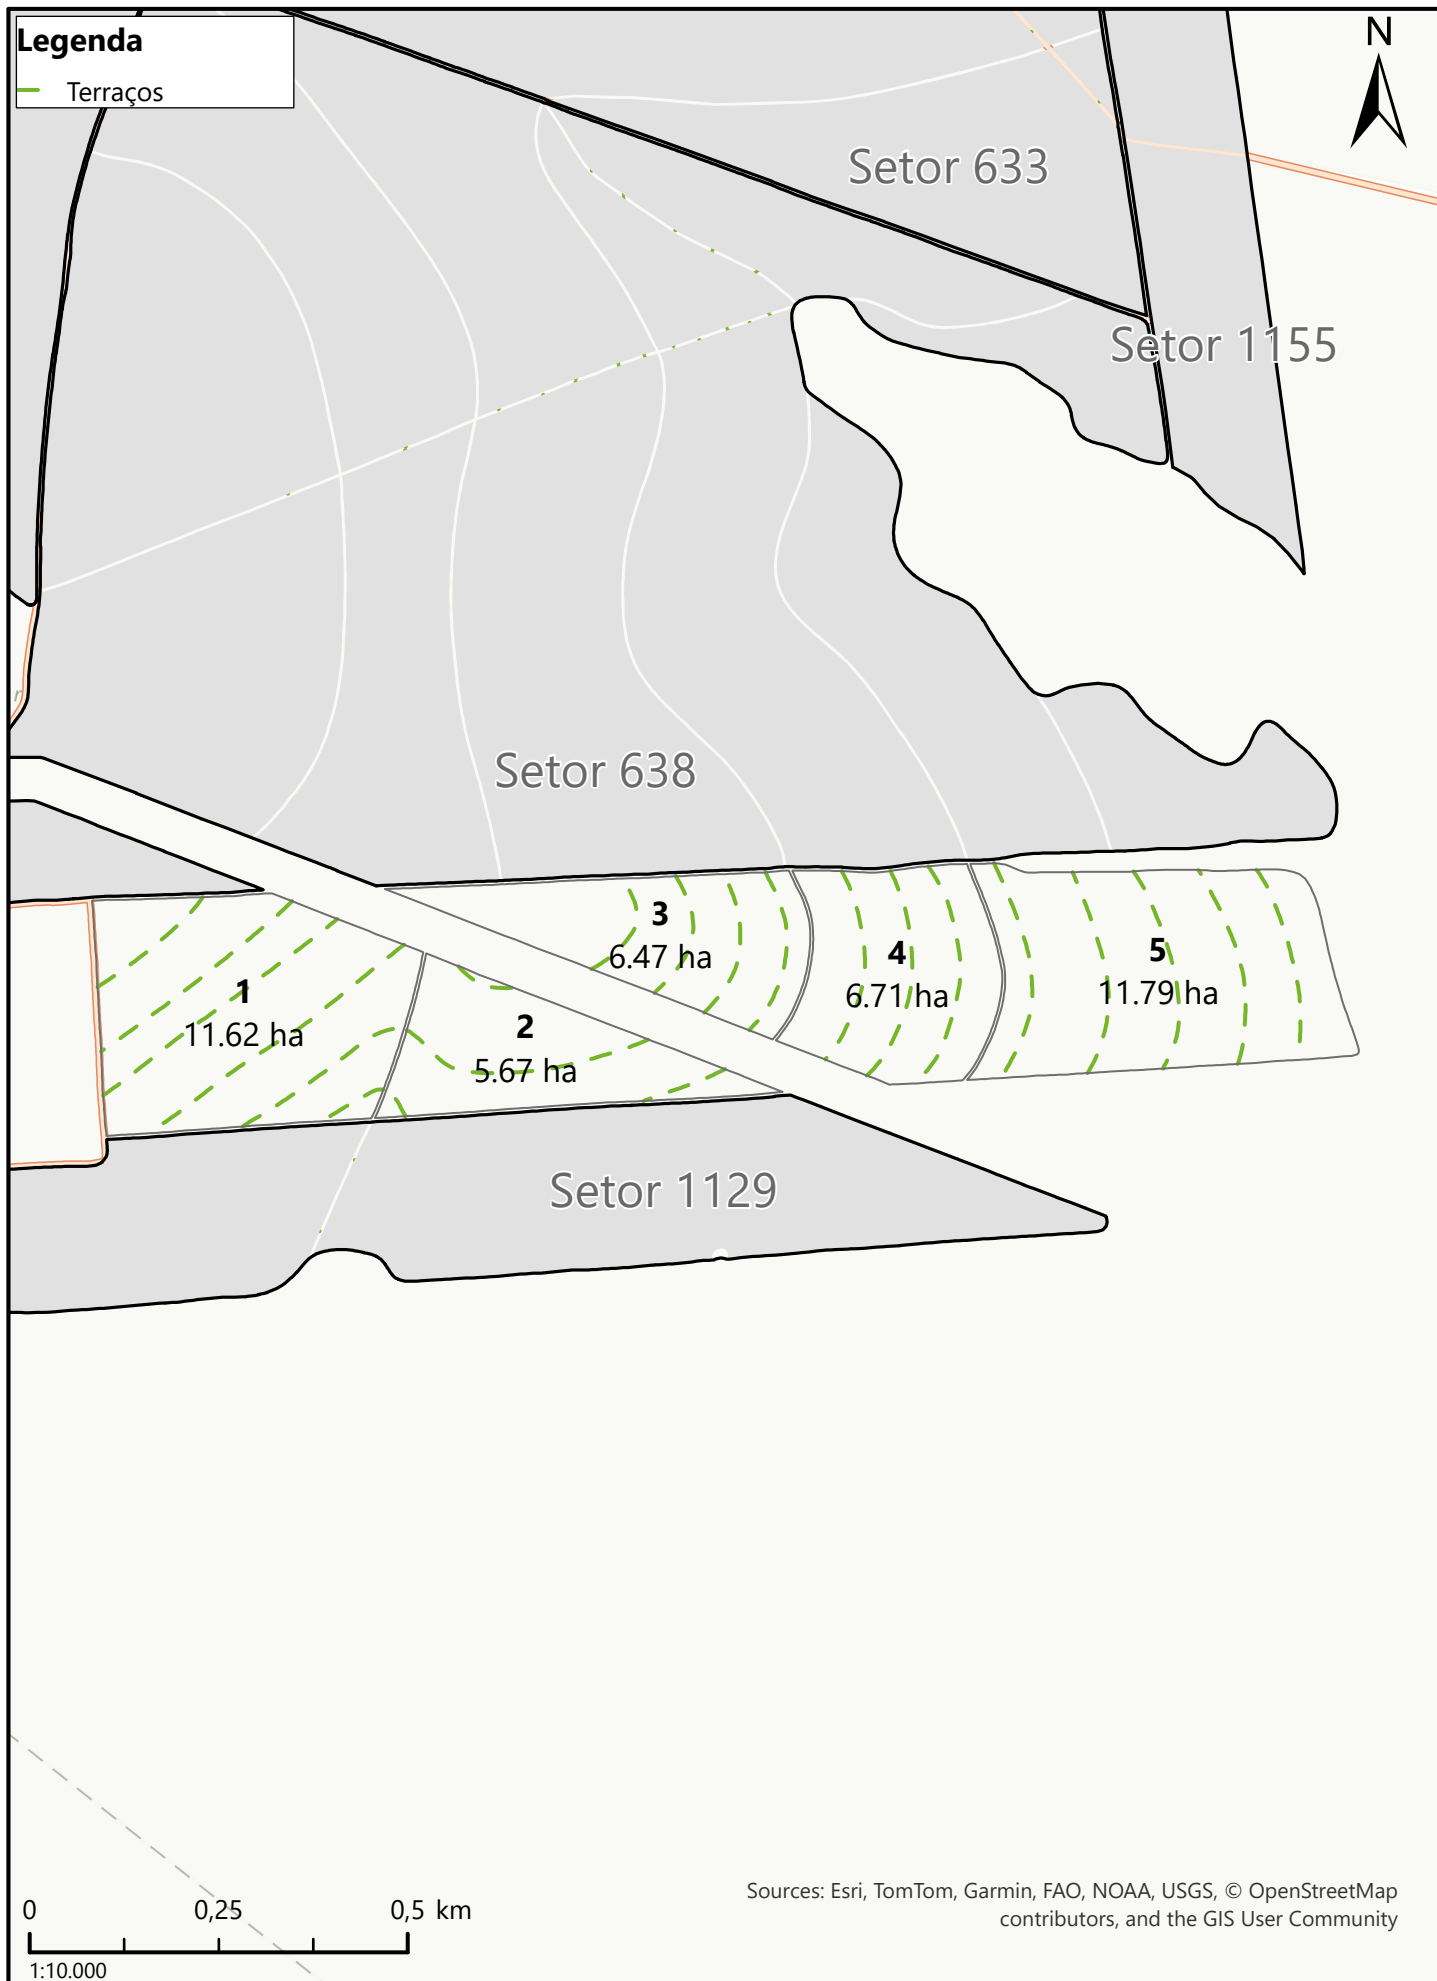 Legenda
Terraços
N
Setor 633
Setor 1155
r
Setor 638
3
6.47 ha
4
6.71 ha
5
11.79 ha
1
11.62 ha
2
5.67 ha
Setor 1129
Sources: Esri, TomTom, Garmin, FAO, NOAA, USGS, © OpenStreetMap
contributors, and the GIS User Community
0 0,25 0,5 km
1:10.000